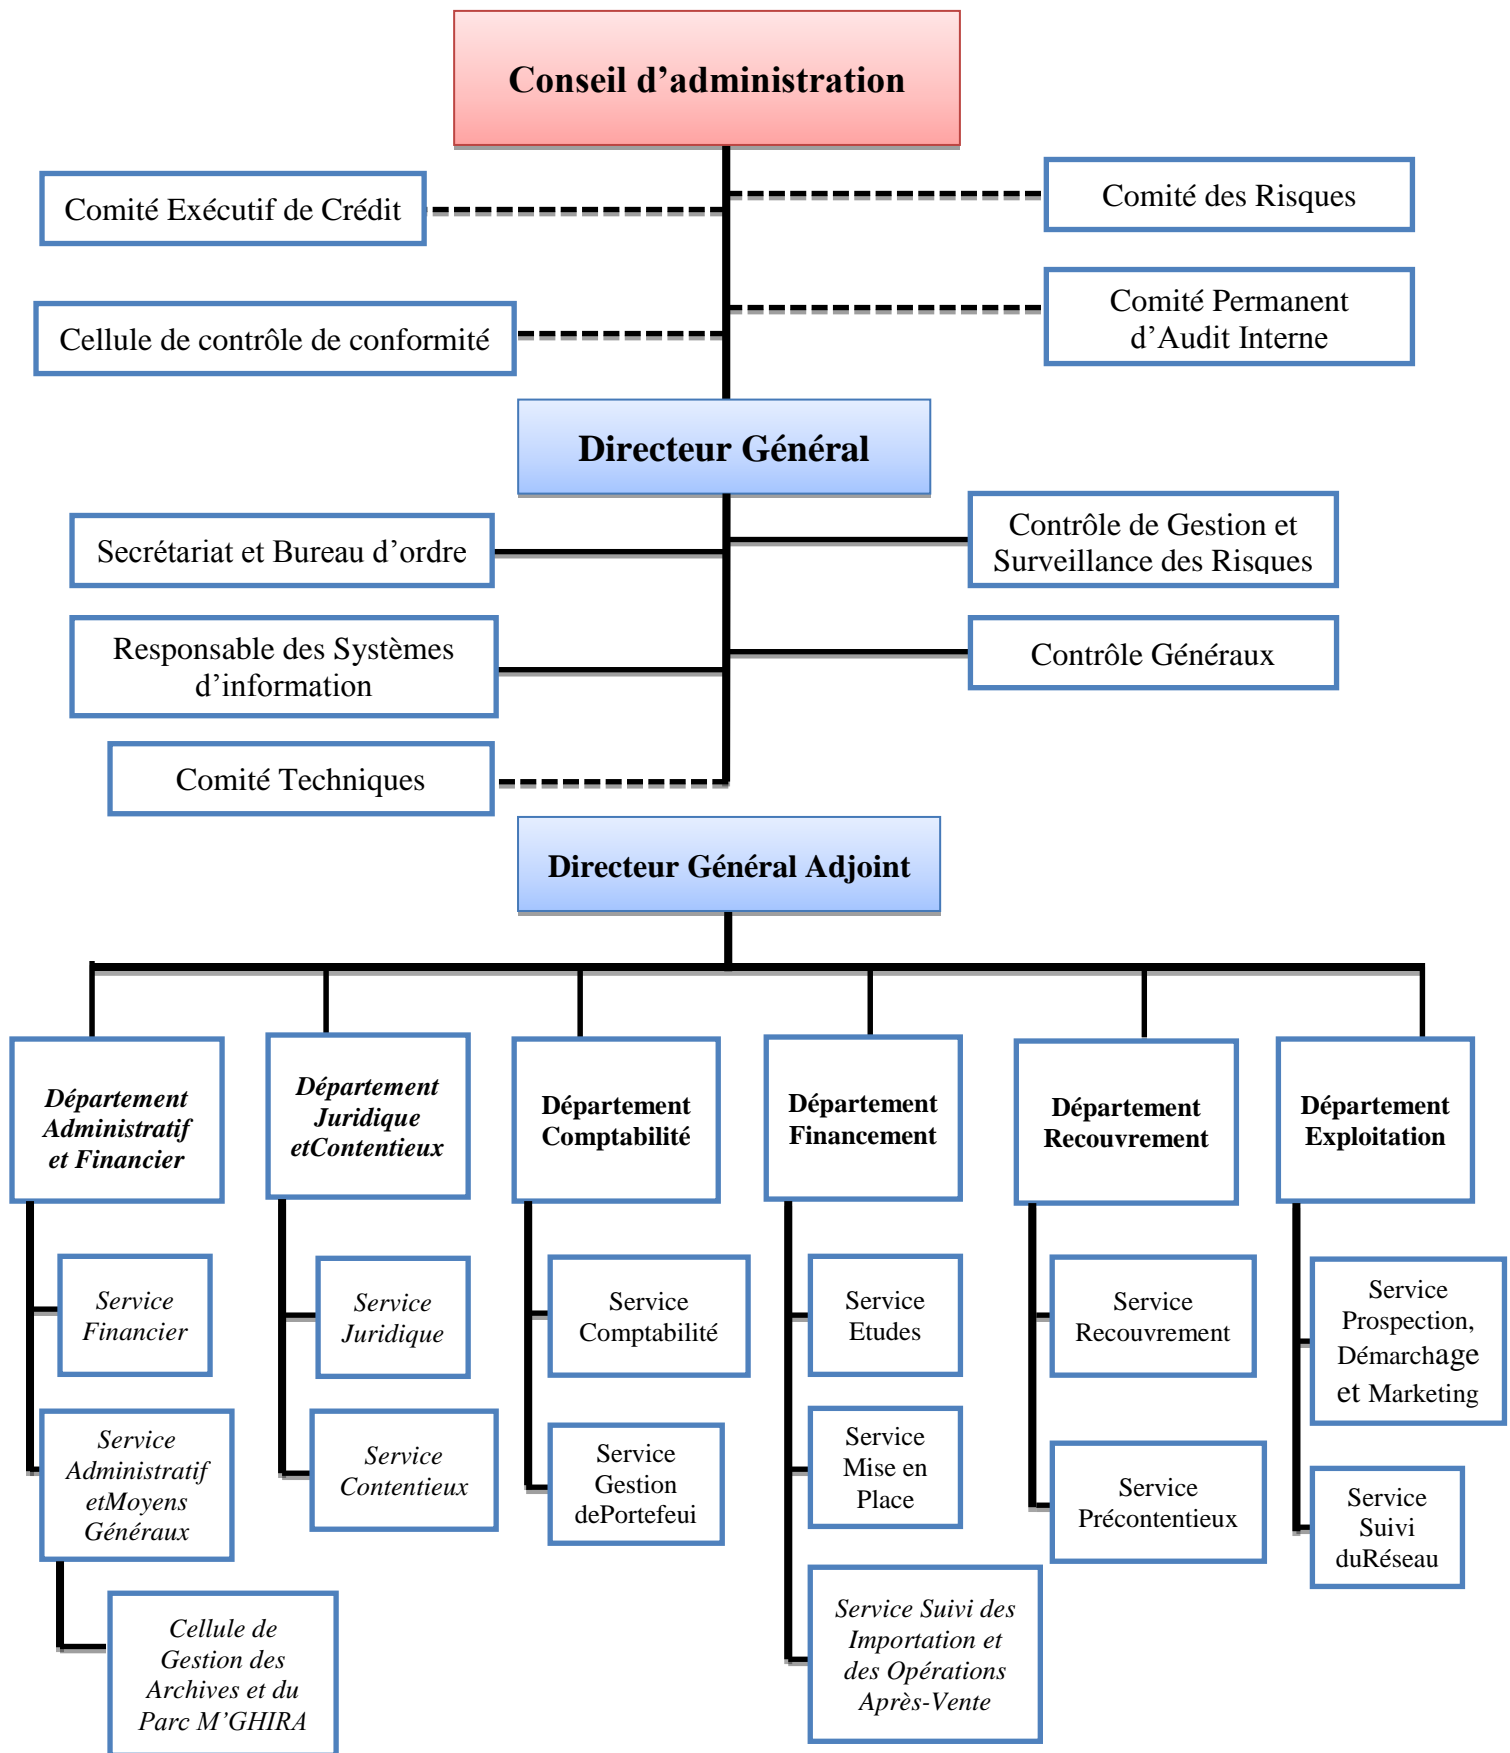 Conseil d’administration
Comité Exécutif de Crédit
Comité des Risques
Cellule de contrôle de conformité
Comité Permanent
d’Audit Interne
Directeur Général
Secrétariat et Bureau d’ordre
Contrôle de Gestion et
Surveillance des Risques
Responsable des Systèmes
d’information
Contrôle Généraux
Comité Techniques
Directeur Général Adjoint
Département
Administratif
et Financier
Département
Juridique
etContentieux
Département
Comptabilité
Département
Financement
Département
Recouvrement
Département
Exploitation
Service
Financier
Service
Juridique
Service
Comptabilité
Service
Etudes
Service
Recouvrement
Service
Prospection,
Démarchage
et Marketing
Service
Administratif
etMoyens
Généraux
Service
Contentieux
Service
Gestion
dePortefeui
Service
Mise en
Place
Service
Précontentieux
Service
Suivi
duRéseau
Cellule de
Gestion des
Archives et du
Parc M’GHIRA
Service Suivi des
Importation et
des Opérations
Après-Vente